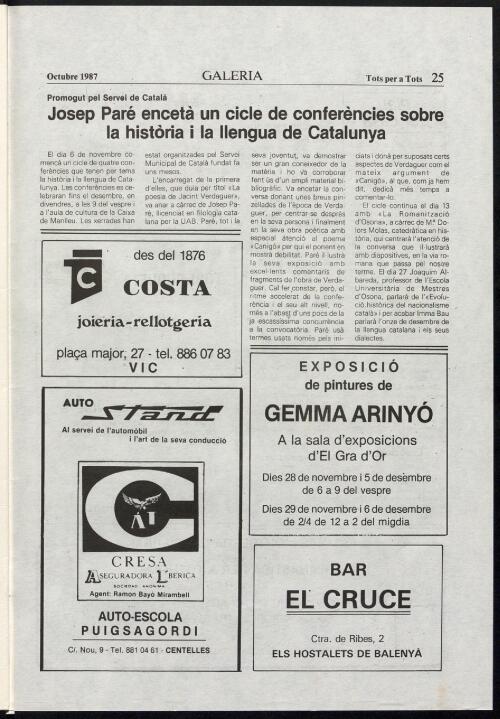 Octubre 1987
GALERIA
Tots per a Tots 25
Promogut pel Servei de Català
Josep Paré encetà un cicle de conferències sobre
la història i la llengua de Catalunya
El dia 6 de novembre co-
mençà un cicle de quatre con-
ferències que tenen per tema
la història i la llengua de Cata-
lunya. Les conferències es ce-
lebraran fins el desembre, en
divendres, a les 9 del vespre i
a l'aula de cultura de la Caixa
de Manlleu. Les xerrades han
estat organitzades pel Servei
Municipal de Català fundat ja
fa uns mesos.
L'encarregat de la primera
d'elles, que duia per títol «La
poesia de Jacint Verdaguer»,
va anar a càrrec de Josep Pa-
ré, llicenciat en filologia catala-
na per la UAB. Paré, tot i la
seva joventut, va demostrar
ser un gran coneixedor de la
matèria i ho va corroborar
fent ús d'un ampli material bi-
bliogràfic. Va encetar la con-
versa donant unes breus pin-
zellades de l'època de Verda-
guer, per centrar-se després
en la seva persona i finalment
en la seva obra poètica amb
especial atenció al poema
«Canigó» per qui el ponent en
mostrà debilitat. Paré il·lustrà
la seva exposició amb
excel·lents comentaris de
fragments de l'obra de Verda-
guer. Cal fer constar, però, el
ritme accelerat de la confe-
rència i el seu alt nivell, no-
més a l'abast d'uns pocs de la
ja escassíssima concurrència
a la convocatòria. Paré usà
termes usats només pels ini-
ciats i donà per suposats certs
aspectes de Verdaguer com el
mateix argument de
«Canigó», al que, com ja hem
dit, dedicà més temps a
comentar-lo.
El cicle continua el dia 13
amb «La Romanització
d'Osona», a càrrec de Mª Do-
lors Molas, catedràtica en his-
tòria, qui centrarà l'atenció de
la conversa que il·lustrarà
amb diapositives, en la via ro-
mana que passa pel nostre
terme. El dia 27 Joaquim Al-
bareda, professor de l'Escola
Universitària de Mestres
d'Osona, parlarà de l'«Evolu-
ció històrica del nacionalisme
català» i per acabar Imma Bau
parlarà l'onze de desembre de
la llengua catalana i els seus
dialectes.
des del 1876
COSTA
joieria-rellotgeria
plaça major, 27 - tel. 886 07 83
VIC
AUTO
Stand
Al servei de l'automòbil
i l'art de la seva conducció
AI
CRESA
ASEGURADORA IBERICA
SOCIEDAD ANONIMA
Agent: Ramon Bayó Mirambell
AUTO-ESCOLA
PUIGSAGORDI
C/. Nou, 9 - Tel. 881 04 61 - CENTELLES
EXPOSICIÓ
de pintures de
GEMMA ARINYÓ
A la sala d'exposicions
d'El Gra d'Or
Dies 28 de novembre i 5 de desembre
de 6 a 9 del vespre
Dies 29 de novembre i 6 de desembre
de 2/4 de 12 a 2 del migdia
BAR
EL CRUCE
Ctra. de Ribes, 2
ELS HOSTALETS DE BALENYÀ